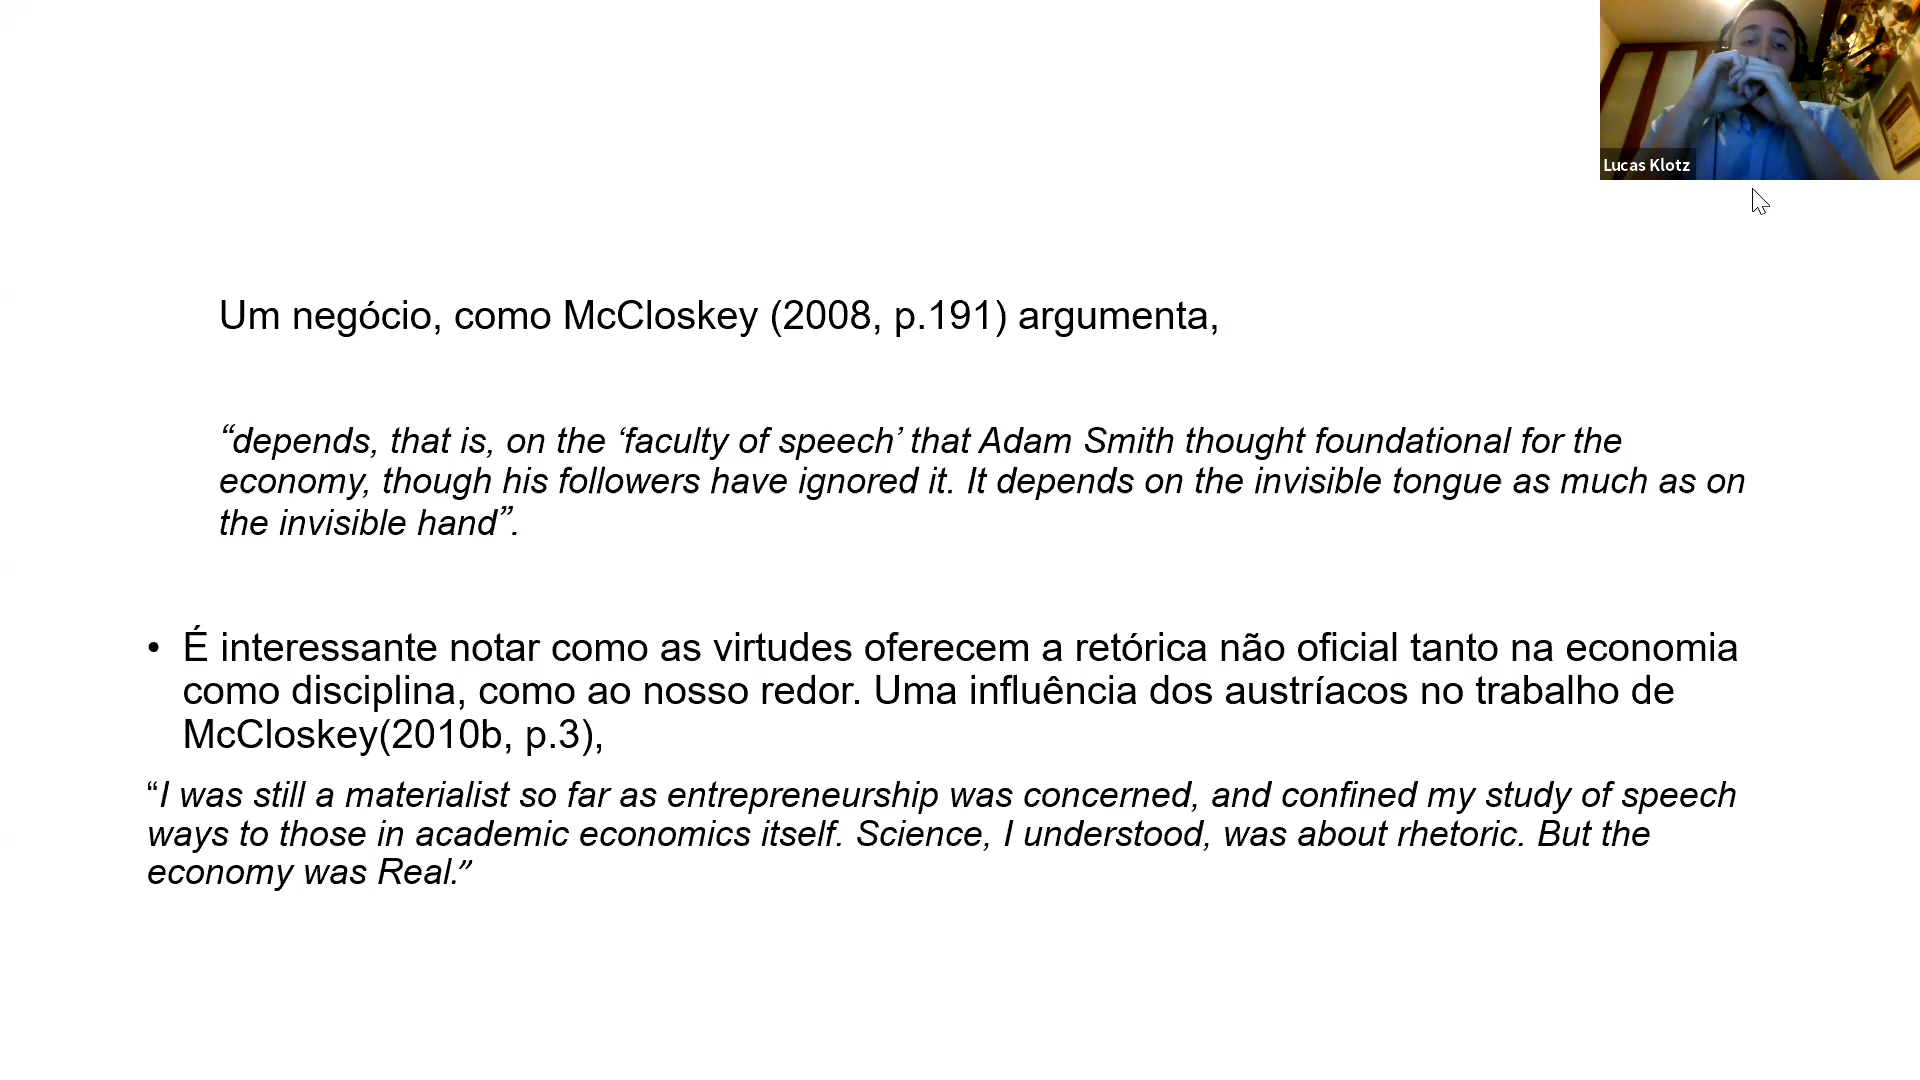 Lucas Klotz
Um negócio, como McCloskey (2008, p.191) argumenta,
“depends, that is, on the ‘faculty of speech’ that Adam Smith thought foundational for the
economy, though his followers have ignored it. It depends on the invisible tongue as much as on
the invisible hand”.
• É interessante notar como as virtudes oferecem a retórica não oficial tanto na economia
como disciplina, como ao nosso redor. Uma influência dos austríacos no trabalho de
McCloskey(2010b, p.3),
“I was still a materialist so far as entrepreneurship was concerned, and confined my study of speech
ways to those in academic economics itself. Science, I understood, was about rhetoric. But the
economy was Real.”